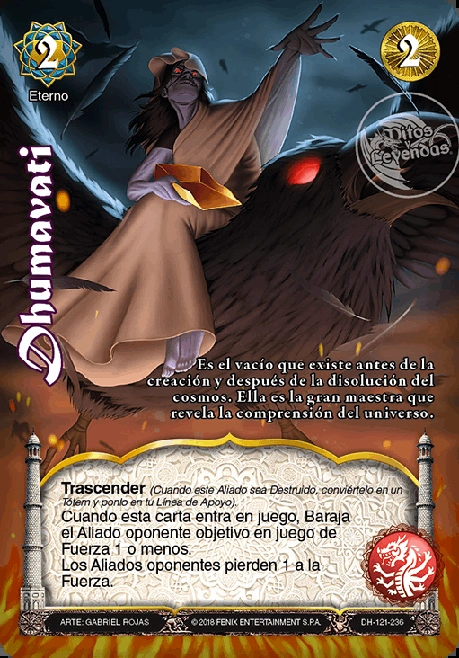 2
2
Eterno
Mitos y
Leyendas
Dhumavati
Es el vacío que existe antes de la
creación y después de la disolución del
cosmos. Ella es la gran maestra que
revela la comprensión del universo.
Trascender (Cuando este Aliado sea Destruido, conviértelo en un
Tótem y ponlo en tu Línea de Apoyo).
Cuando esta carta entra en juego, Baraja
el Aliado oponente objetivo en juego de
Fuerza 1 o menos.
Los Aliados oponentes pierden 1 a la
Fuerza.
ARTE: GABRIEL ROJAS
©2018 FENIX ENTERTAINMENT S.P.A.
DH-121-236